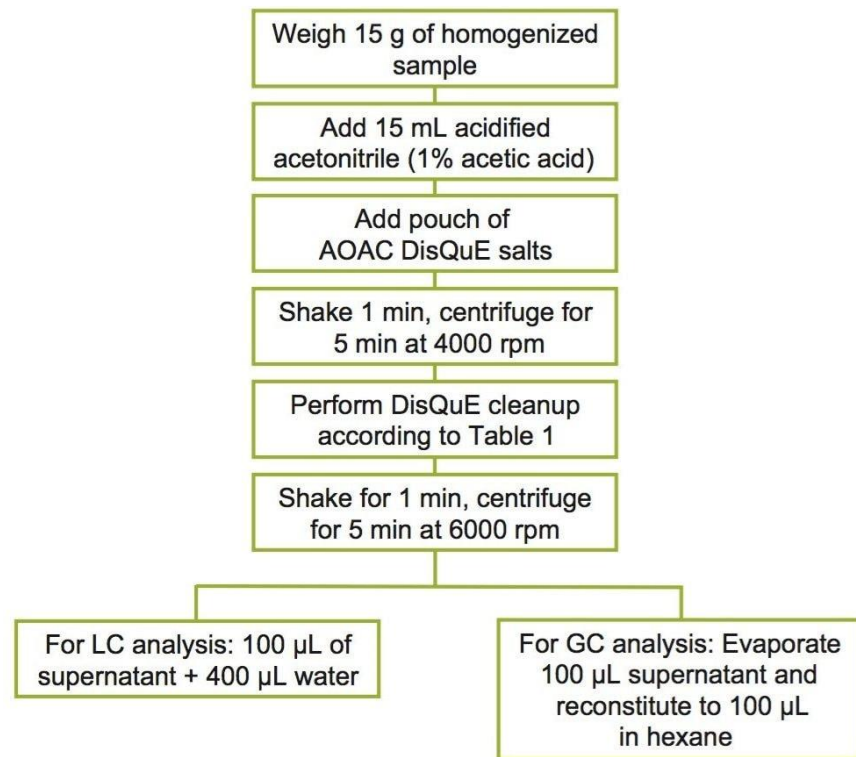 Weigh 15 g of homogenized
sample
Add 15 mL acidified
acetonitrile (1% acetic acid)
Add pouch of
AOAC DisQuE salts
Shake 1 min, centrifuge for
5 min at 4000 rpm
Perform DisQuE cleanup
according to Table 1
Shake for 1 min, centrifuge
for 5 min at 6000 rpm
For LC analysis: 100 µL of
supernatant + 400 µL water
For GC analysis: Evaporate
100 µL supernatant and
reconstitute to 100 µL
in hexane